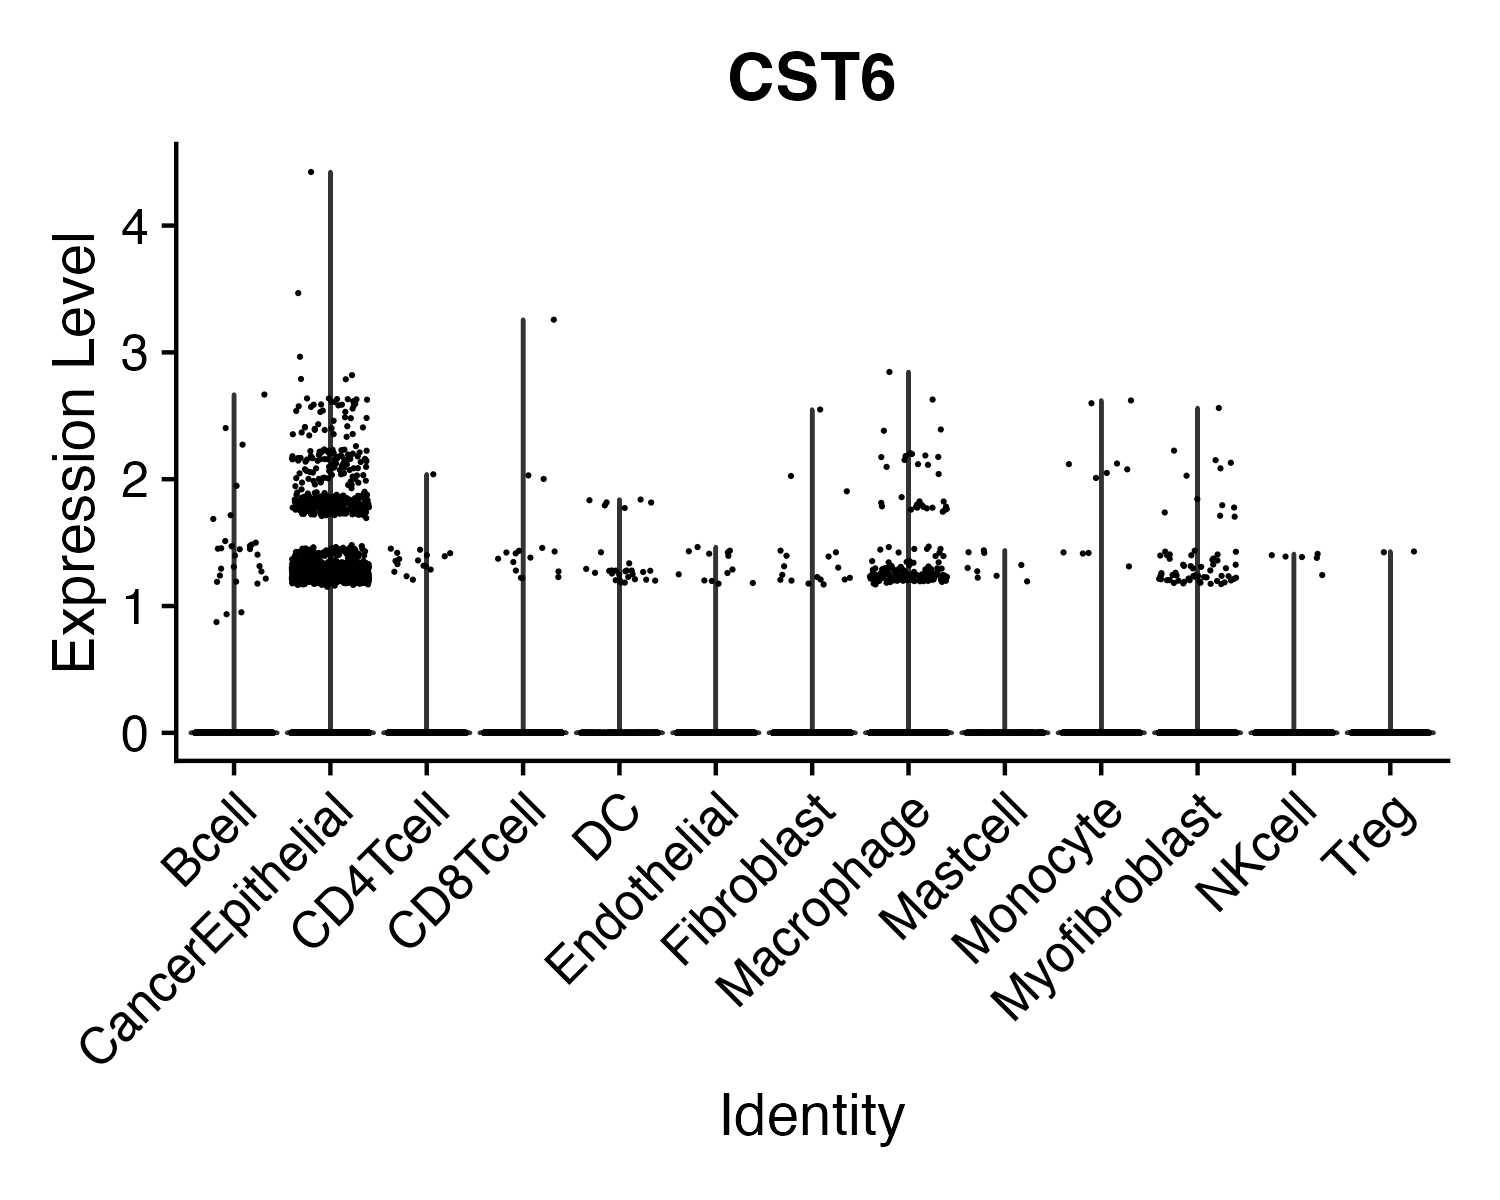 CST6
Expression Level
4
3
2
1
0
Bcell
CancerEpithelial
CD4Tcell
CD8Tcell
DC
Endothelial
Fibroblast
Macrophage
Mastcell
Monocyte
Myofibroblast
NKcell
Treg
Identity